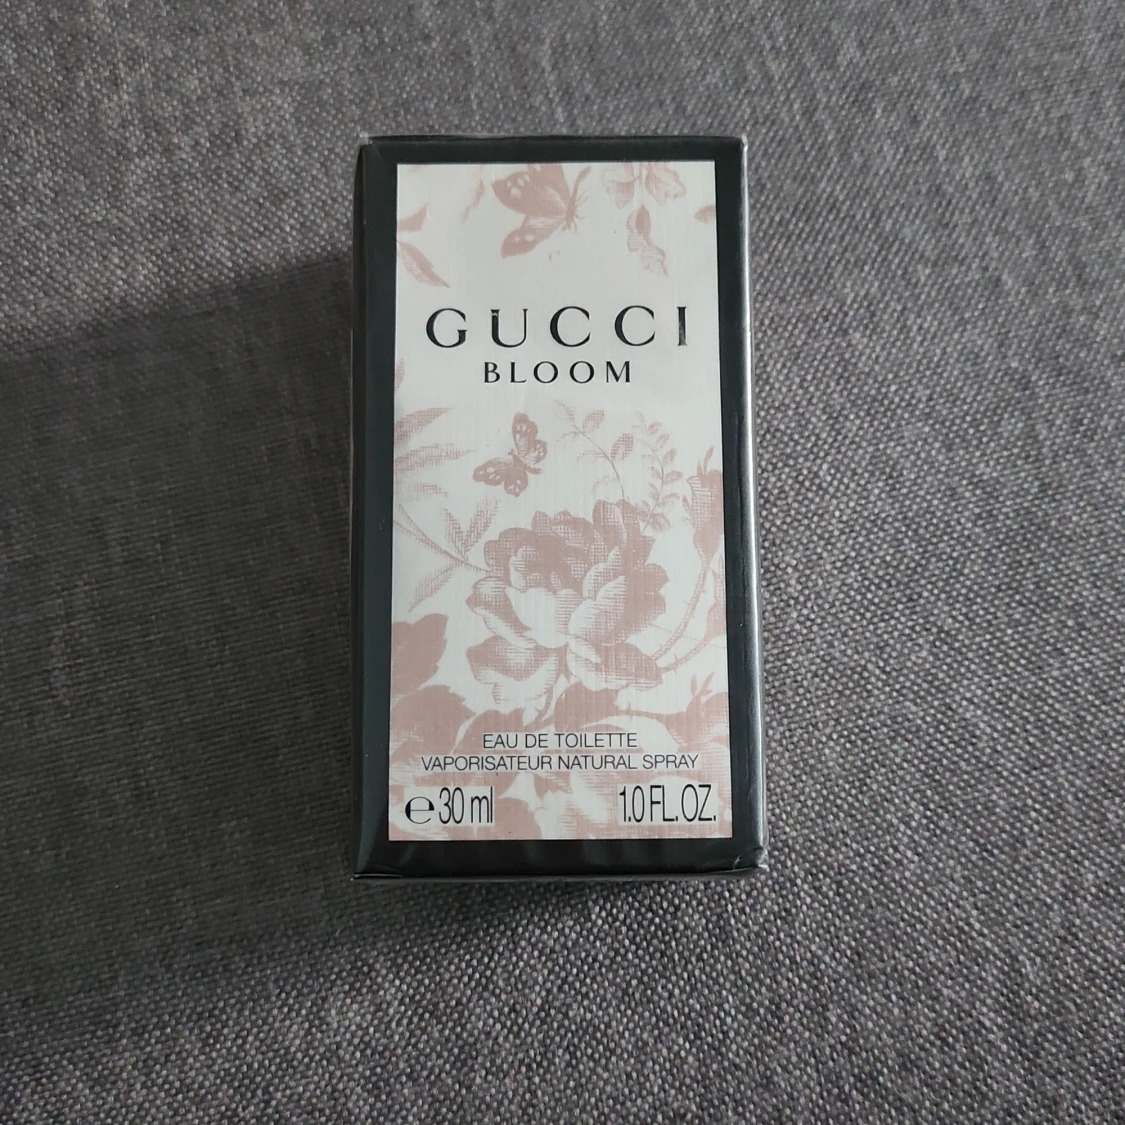 GUCCI
BLOOM
EAU DE TOILETTE
VAPORISATEUR NATURAL SPRAY
℮30 ml 1.0 FL. OZ.